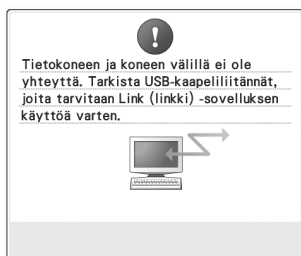 Tietokoneen ja koneen välillä ei ole
yhteyttä. Tarkista USB-kaapeliliitännät,
joita tarvitaan Link (linkki) -sovelluksen
käyttöä varten.